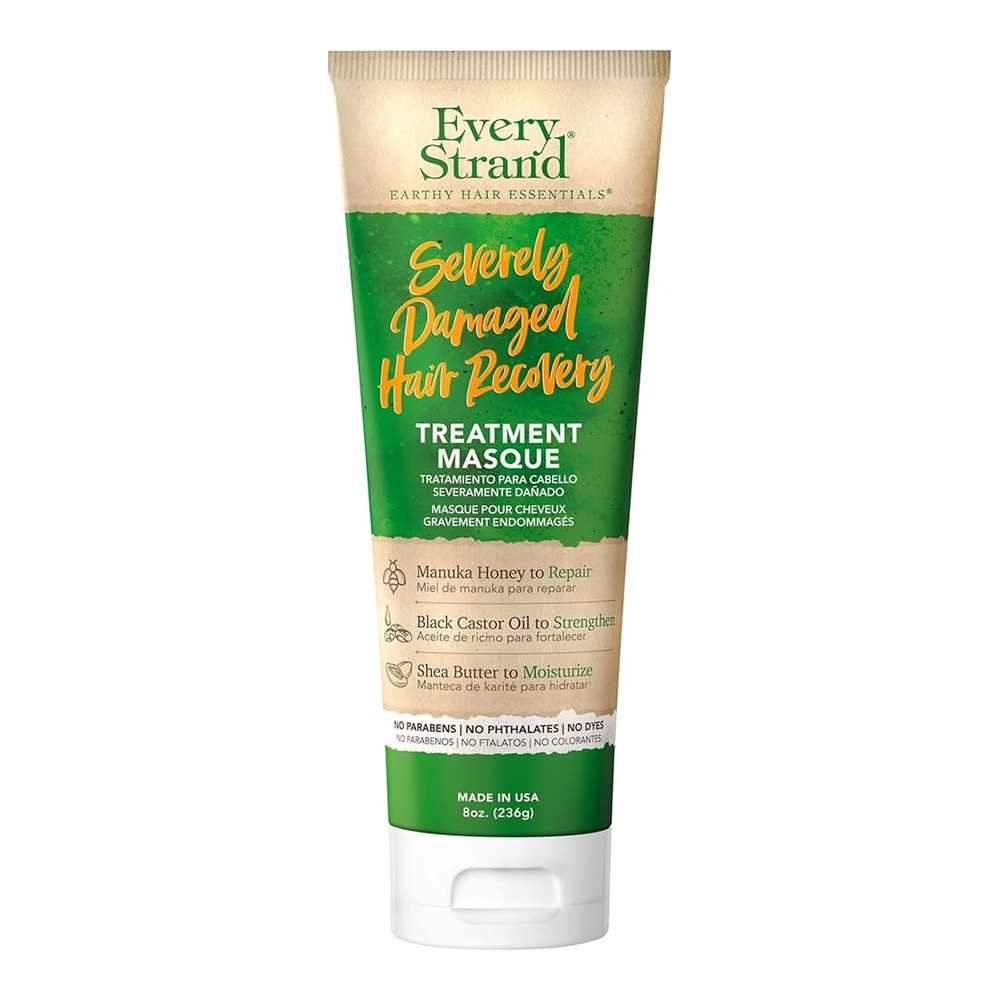 Every
Strand®
EARTHY HAIR ESSENTIALS®
Severely
Damaged
Hair Recovery
TREATMENT
MASQUE
TRATAMIENTO PARA CABELLO
SEVERAMENTE DAÑADO
MASQUE POUR CHEVEUX
GRAVEMENT ENDOMMAGÉS
Manuka Honey to Repair
Miel de manuka para reparar
Black Castor Oil to Strengthen
Aceite de ricino para fortalecer
Shea Butter to Moisturize
Manteca de karité para hidratar
NO PARABENS | NO PHTHALATES | NO DYES
NO PARABENOS | NO FTALATOS | NO COLORANTES
MADE IN USA
8oz. (236g)